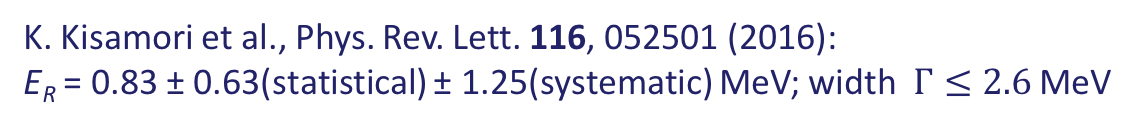 K. Kisamori et al., Phys. Rev. Lett. 116, 052501 (2016):
E_R = 0.83 ± 0.63(statistical) ± 1.25(systematic) MeV; width Γ ≤ 2.6 MeV